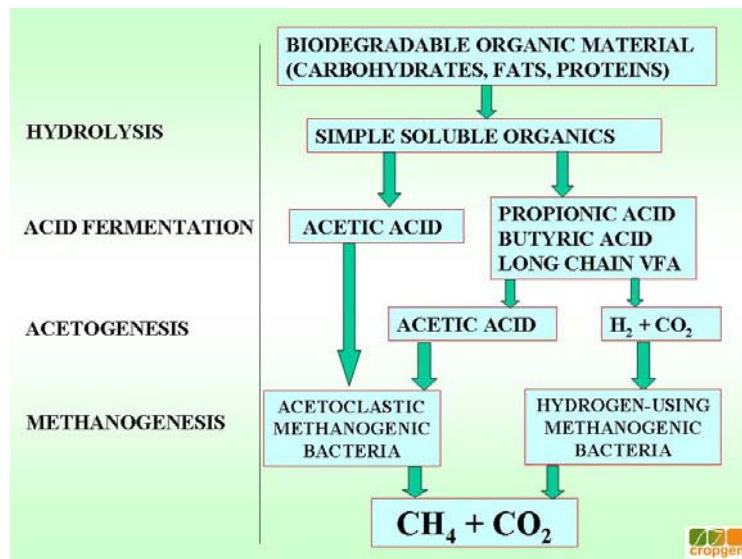 BIODEGRADABLE ORGANIC MATERIAL
(CARBOHYDRATES, FATS, PROTEINS)
HYDROLYSIS
SIMPLE SOLUBLE ORGANICS
ACID FERMENTATION
ACETIC ACID
PROPIONIC ACID
BUTYRIC ACID
LONG CHAIN VFA
ACETOGENESIS
ACETIC ACID
H₂ + CO₂
METHANOGENESIS
ACETOCLASTIC
METHANOGENIC
BACTERIA
HYDROGEN-USING
METHANOGENIC
BACTERIA
CH₄ + CO₂
cropgen